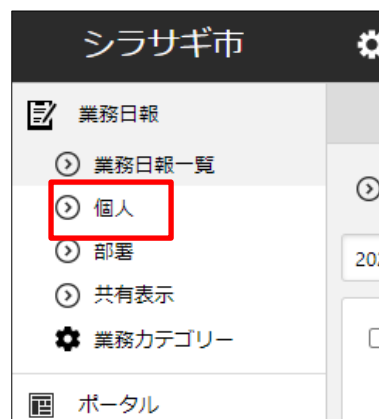 シラサギ市
業務日報
業務日報一覧
個人
202
部署
共有表示
業務カテゴリー
ポータル